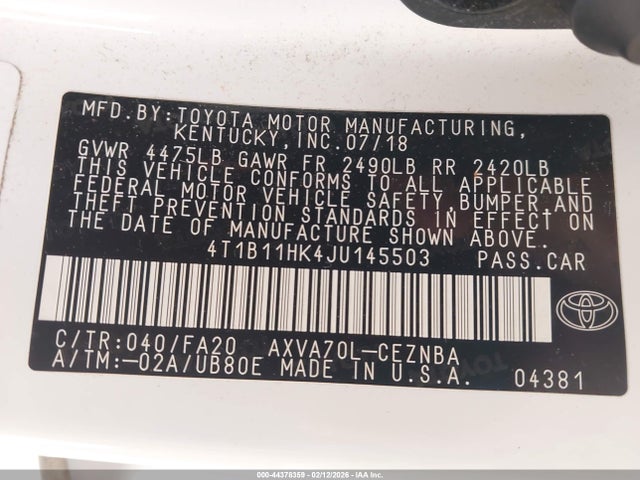 MFD.BY:TOYOTA MOTOR MANUFACTURING,
KENTUCKY,INC.07/18
GVWR 4475LB GAWR FR 2490LB RR 2420LB
THIS VEHICLE CONFORMS TO ALL APPLICABLE
FEDERAL MOTOR VEHICLE SAFETY,BUMPER,AND
THEFT PREVENTION STANDARDS IN EFFECT ON
THE DATE OF MANUFACTURE SHOWN ABOVE.
4T1B11HK4JU145503 PASS.CAR
C/TR:040/FA20 AXVA70L-CEZNBA
A/TM:-02A/UB80E MADE IN U.S.A. 04381
000-44378359 - 02/12/2026 - IAA Inc.